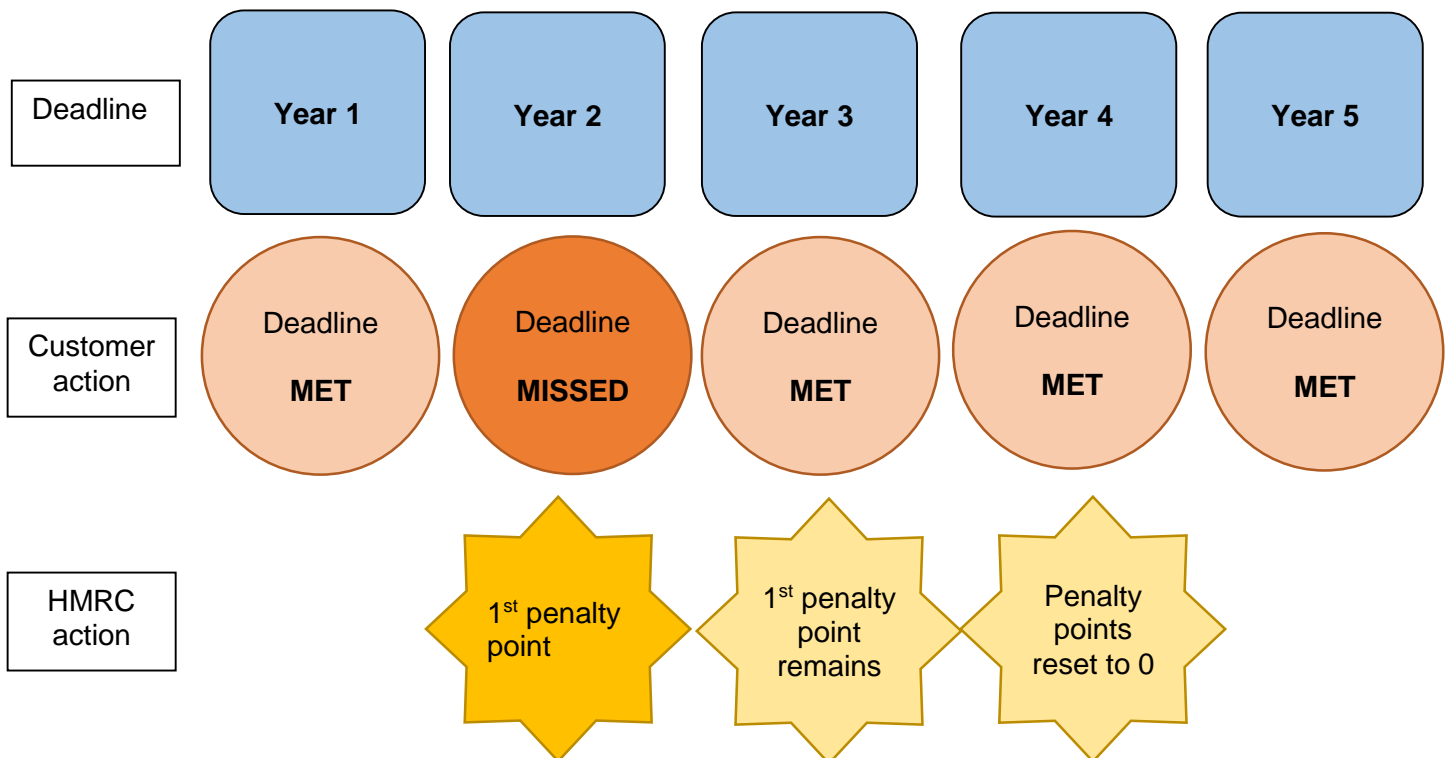 Deadline
Year 1
Year 2
Year 3
Year 4
Year 5
Customer
action
Deadline
MET
Deadline
MISSED
Deadline
MET
Deadline
MET
Deadline
MET
HMRC
action
1st penalty
point
1st penalty
point
remains
Penalty
points
reset to 0